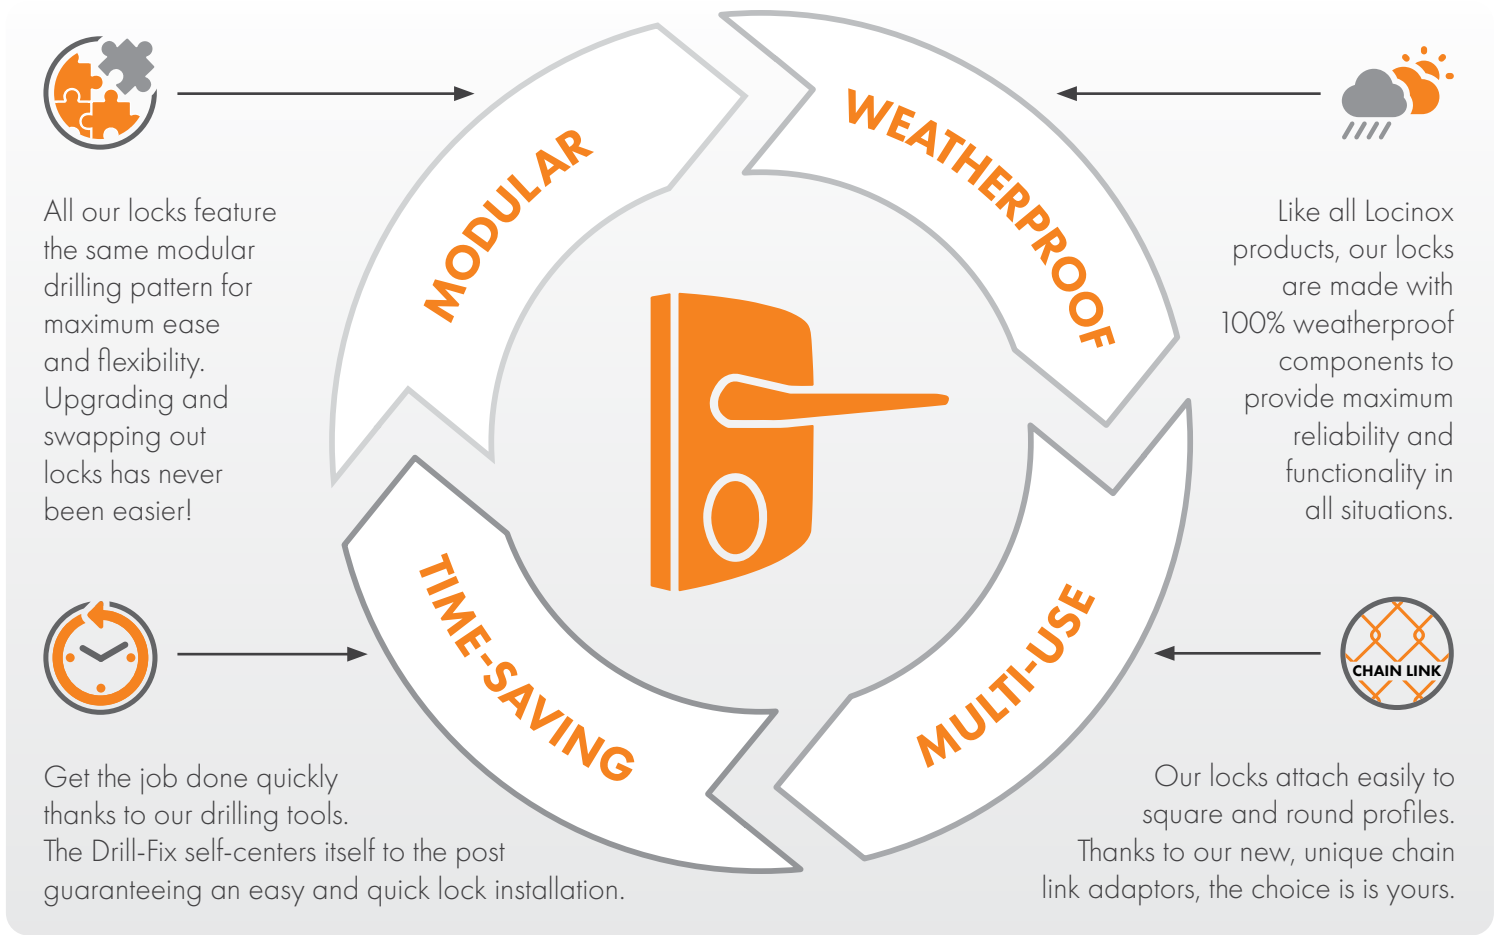 MODULAR
All our locks feature
the same modular
drilling pattern for
maximum ease
and flexibility.
Upgrading and
swapping out
locks has never
been easier!
WEATHERPROOF
Like all Locinox
products, our locks
are made with
100% weatherproof
components to
provide maximum
reliability and
functionality in
all situations.
TIME-SAVING
Get the job done quickly
thanks to our drilling tools.
The Drill-Fix self-centers itself to the post
guaranteeing an easy and quick lock installation.
MULTI-USE
CHAIN LINK
Our locks attach easily to
square and round profiles.
Thanks to our new, unique chain
link adaptors, the choice is is yours.